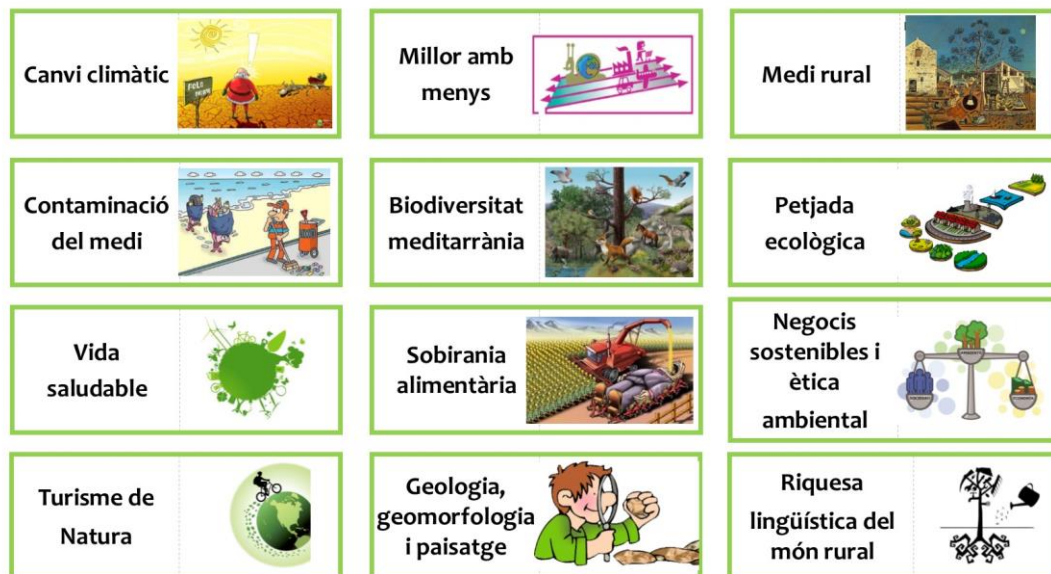 Canvi climàtic
Millor amb
menys
Medi rural
Contaminació
del medi
Biodiversitat
meditarrània
Petjada
ecològica
Vida
saludable
Sobirania
alimentària
Negocis
sostenibles i
ètica
ambiental
Turisme de
Natura
Geologia,
geomorfologia
i paisatge
Riquesa
lingüística del
món rural